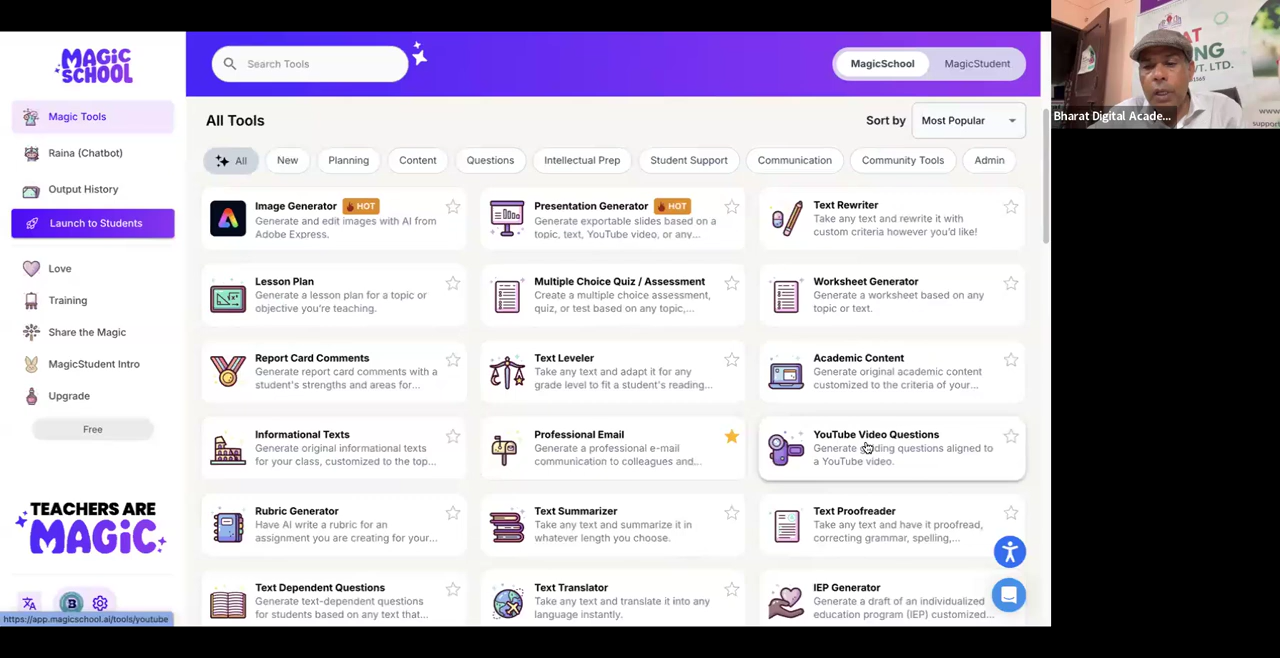 MAGIC
SCHOOL
Magic Tools
Raina (Chatbot)
Output History
Launch to Students
Love
Training
Share the Magic
MagicStudent Intro
Upgrade
Free
TEACHERS ARE
MAGIC
B
https://app.magicschool.ai/tools/youtube
Search Tools
MagicSchool
MagicStudent
All Tools
Sort by
Most Popular
All
New
Planning
Content
Questions
Intellectual Prep
Student Support
Communication
Community Tools
Admin
Image Generator HOT
Generate and edit images with AI from
Adobe Express.
Presentation Generator HOT
Generate exportable slides based on a
topic, text, YouTube video, or any...
Text Rewriter
Take any text and rewrite it with
custom criteria however you'd like!
Lesson Plan
Generate a lesson plan for a topic or
objective you're teaching.
Multiple Choice Quiz / Assessment
Create a multiple choice assessment,
quiz, or test based on any topic,...
Worksheet Generator
Generate a worksheet based on any
topic or text.
Report Card Comments
Generate report card comments with a
student's strengths and areas for...
Text Leveler
Take any text and adapt it for any
grade level to fit a student's reading...
Academic Content
Generate original academic content
customized to the criteria of your...
Informational Texts
Generate original informational texts
for your class, customized to the top...
Professional Email
Generate a professional e-mail
communication to colleagues and...
YouTube Video Questions
Generate guiding questions aligned to
a YouTube video.
Rubric Generator
Have AI write a rubric for an
assignment you are creating for your...
Text Summarizer
Take any text and summarize it in
whatever length you choose.
Text Proofreader
Take any text and have it proofread,
correcting grammar, spelling,...
Text Dependent Questions
Generate text-dependent questions
for students based on any text that...
Text Translator
Take any text and translate it into any
language instantly.
IEP Generator
Generate a draft of an individualized
education program (IEP) customized...
VT. LTD.
Bharat Digital Acade...